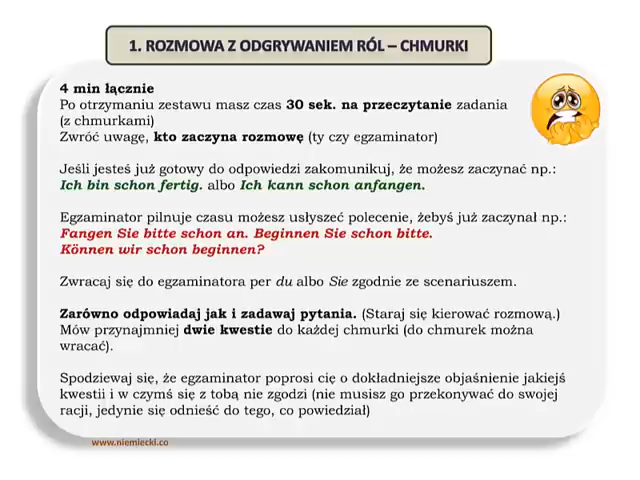 1. ROZMOWA Z ODGRYWANIEM RÓL – CHMURKI
4 min łącznie
Po otrzymaniu zestawu masz czas 30 sek. na przeczytanie zadania
(z chmurkami)
Zwróć uwagę, kto zaczyna rozmowę (ty czy egzaminator)
Jeśli jesteś już gotowy do odpowiedzi zakomunikuj, że możesz zaczynać np.:
Ich bin schon fertig. albo Ich kann schon anfangen.
Egzaminator pilnuje czasu możesz usłyszeć polecenie, żebyś już zaczynał np.:
Fangen Sie bitte schon an. Beginnen Sie schon bitte.
Können wir schon beginnen?
Zwracaj się do egzaminatora per du albo Sie zgodnie ze scenariuszem.
Zarówno odpowiadaj jak i zadawaj pytania. (Staraj się kierować rozmową.)
Mów przynajmniej dwie kwestie do każdej chmurki (do chmurek można
wracać).
Spodziewaj się, że egzaminator poprosi cię o dokładniejsze objaśnienie jakiejś
kwestii i w czymś się z tobą nie zgodzi (nie musisz go przekonywać do swojej
racji, jedynie się odnieść do tego, co powiedział)
www.niemiecki.co